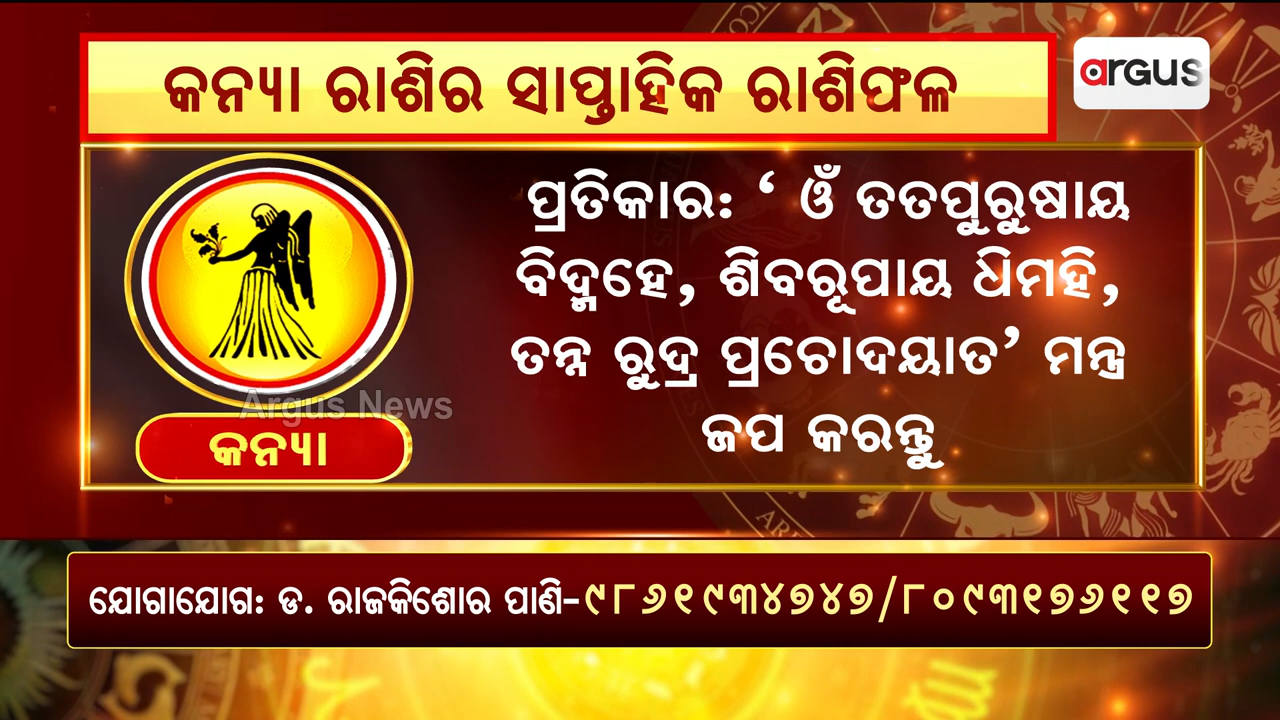 କନ୍ୟା ରାଶିର ସାପ୍ତାହିକ ରାଶିଫଳ
argus
ପ୍ରତିକାର: ‘ ଓଁ ତତପୁରୁଷାୟ
ବିଦ୍ମହେ, ଶିବରୂପାୟ ଧିମହି,
ତନ୍ନ ରୁଦ୍ର ପ୍ରଚୋଦୟାତ’ ମନ୍ତ୍ର
ଜପ କରନ୍ତୁ
Argus News
କନ୍ୟା
ଯୋଗାଯୋଗ: ଡ. ରାଜକିଶୋର ପାଣି-୯୮୬୧୯୩୪୭୪୭/୮୦୯୩୧୭୬୧୧୭